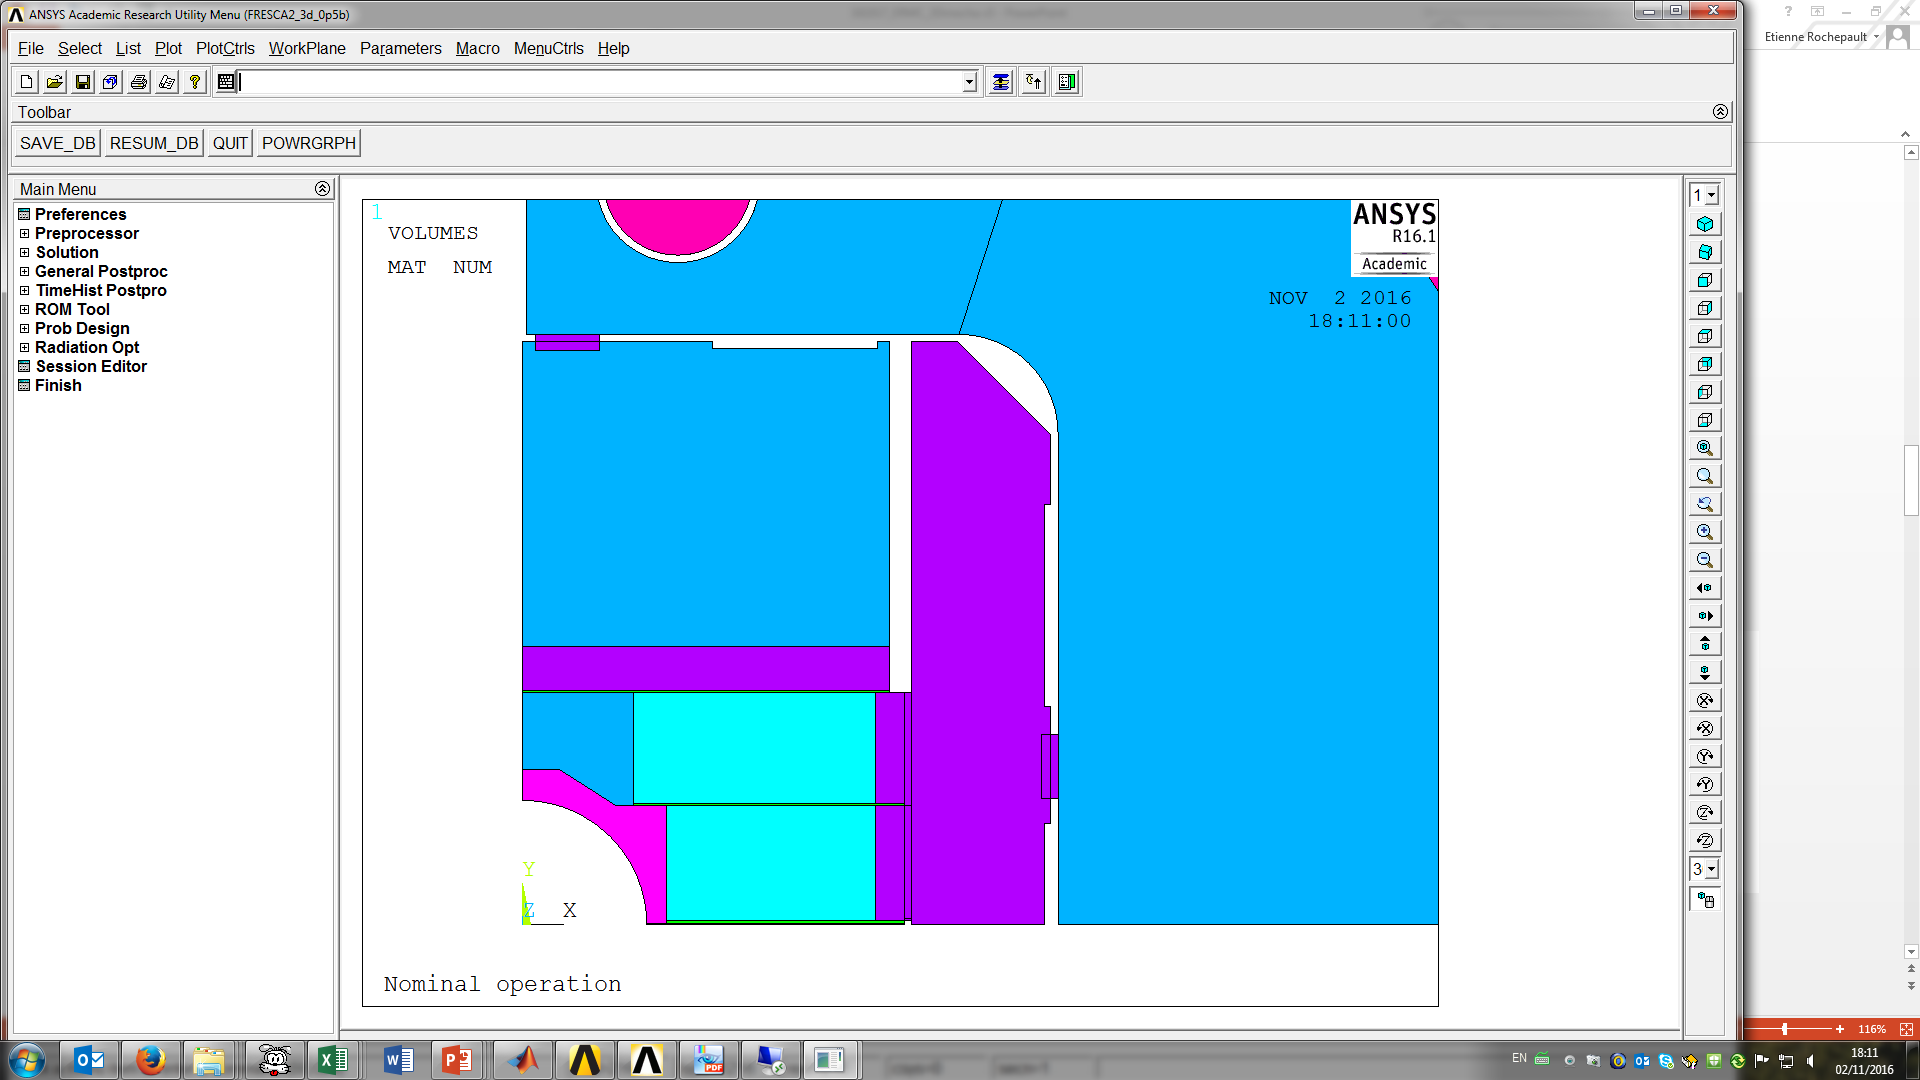 ANSYS Academic Research Utility Menu (FRESCA2_3d_0p5b)
Etienne Rochepault
File Select List Plot PlotCtrls WorkPlane Parameters Macro MenuCtrls Help
Toolbar
SAVE_DB RESUM_DB QUIT POWRGRPH
Main Menu
Preferences
Preprocessor
Solution
General Postproc
TimeHist Postpro
ROM Tool
Prob Design
Radiation Opt
Session Editor
Finish
1
VOLUMES
MAT NUM
ANSYS
R16.1
Academic
NOV 2 2016
18:11:00
Y
Z X
Nominal operation
1
3
116%
EN
18:11
02/11/2016